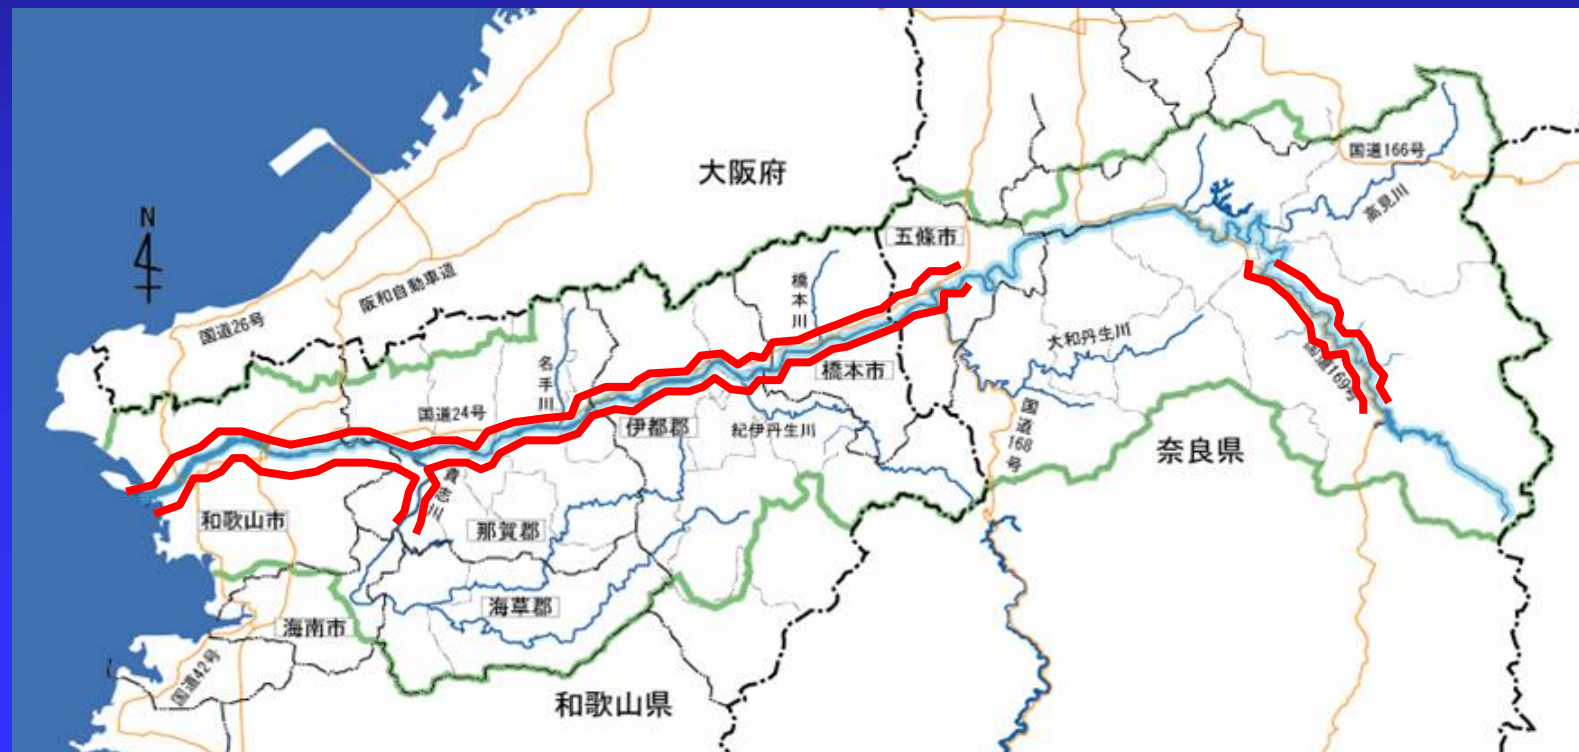 大阪府
国道166号
高見川
N
五條市
阪和自動車道
橋本川
国道26号
大和丹生川
名手川
国道169号
橋本市
国道24号
伊都郡
紀伊丹生川
国道168号
奈良県
貴志川
和歌山市
那賀郡
海草郡
海南市
国道42号
和歌山県